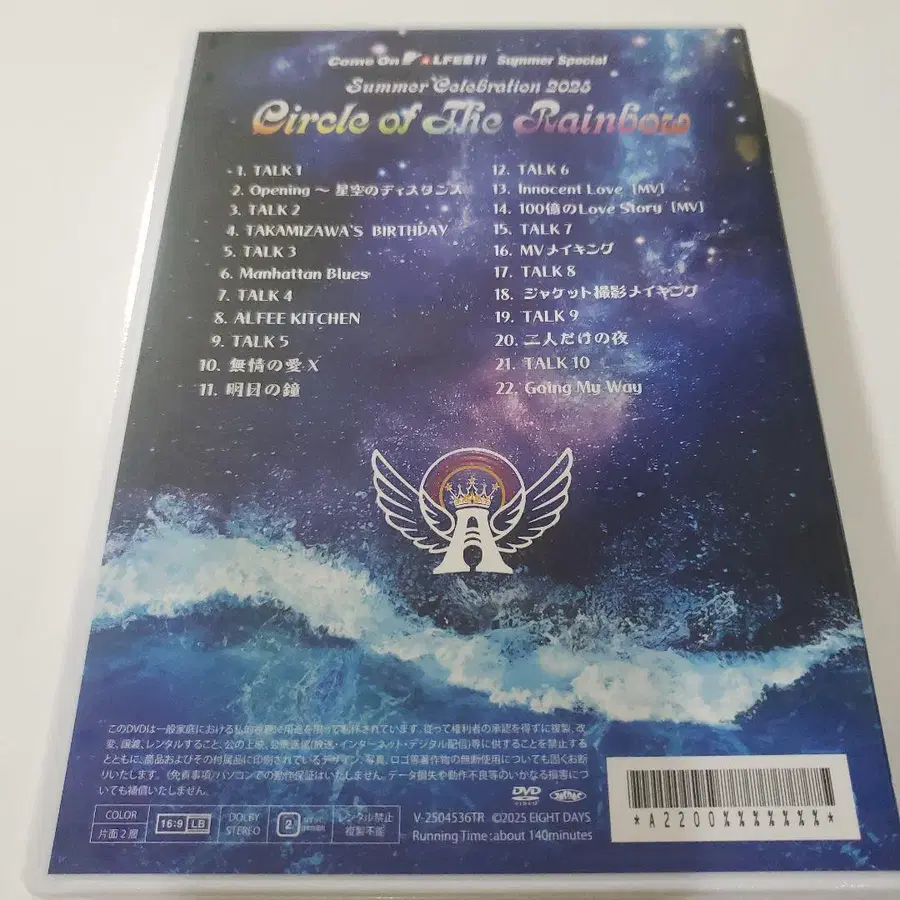 Come On ALFEE!! Summer Special
Summer Celebration 2025
Circle of The Rainbow
1. TALK 1
2. Opening ～ 星空のディスタンス
3. TALK 2
4. TAKAMIZAWA'S BIRTHDAY
5. TALK 3
6. Manhattan Blues
7. TALK 4
8. ALFEE KITCHEN
9. TALK 5
10. 無情の愛 X
11. 明日の鐘
12. TALK 6
13. Innocent Love [MV]
14. 100億のLove Story [MV]
15. TALK 7
16. MVメイキング
17. TALK 8
18. ジャケット撮影メイキング
19. TALK 9
20. 二人だけの夜
21. TALK 10
22. Going My Way
A
このDVDは一般家庭における私的視聴に用途を限って制作されています。従って権利者の承認を得ずに複製、改
変、譲渡、レンタルすること、公の上映、公衆送信(放送・インターネット・デジタル配信)等に供することを禁止する
とともに、商品およびその付属品に印刷されているデザイン、写真、ロゴ等著作物の無断使用についても固くお断
りいたします。《免責事項》パソコンでの動作保証はいたしません。データ損失や動作不良等のいかなる損害につい
ても補償いたしません。
COLOR
片面2層
16:9 LB
DOLBY
STEREO
2
レンタル禁止
複製不能
DVD
VIDEO
V-2504536TR ©2025 EIGHT DAYS
Running Time:about 140minutes
*A2200%%%%%%%*